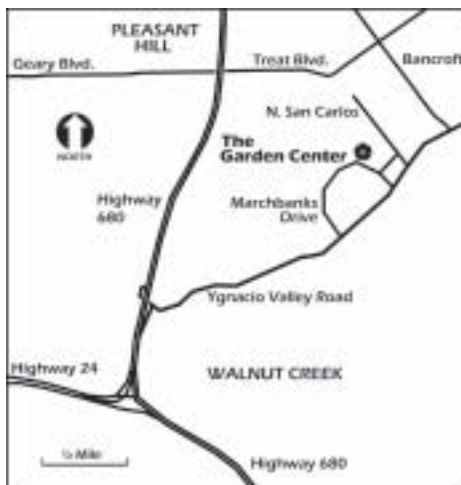 PLEASANT
HILL
Geary Blvd.
Treat Blvd.
Bancroft
N. San Carlos
The
Garden Center
NORTH
Highway
680
Marchbanks
Drive
Ygnacio Valley Road
Highway 24
WALNUT CREEK
Mile
Highway 680